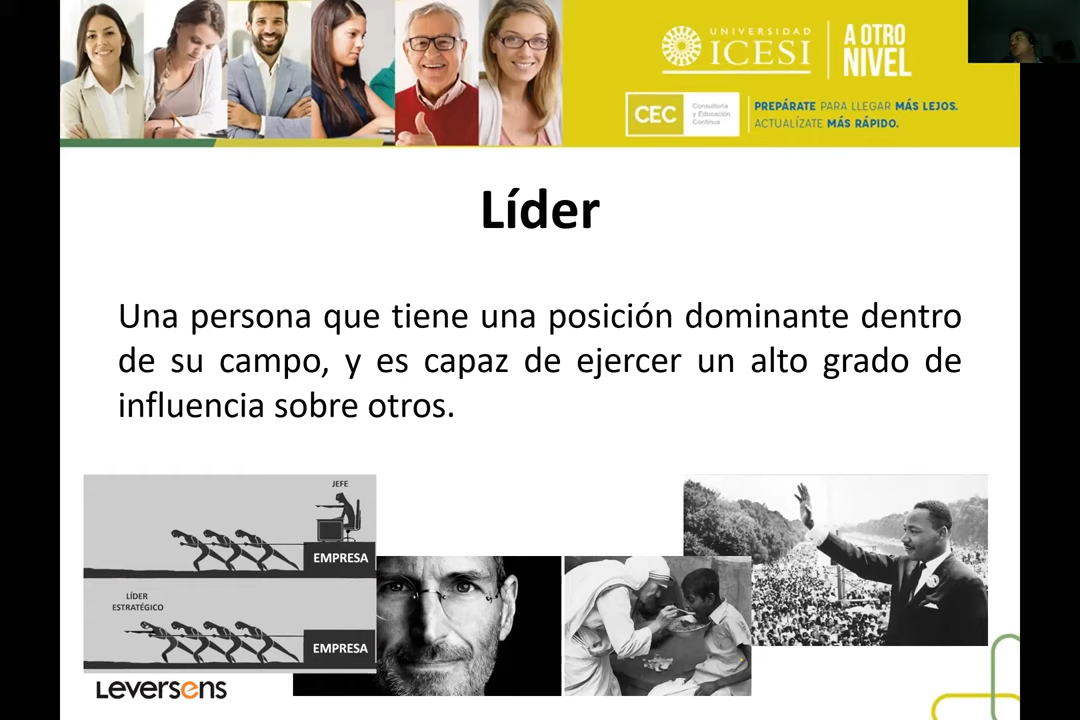 UNIVERSIDAD
ICESI
A OTRO
NIVEL
CEC
Consultoría
y Educación
Continua
PREPÁRATE PARA LLEGAR MÁS LEJOS.
ACTUALÍZATE MÁS RÁPIDO.
Líder
Una persona que tiene una posición dominante dentro
de su campo, y es capaz de ejercer un alto grado de
influencia sobre otros.
JEFE
EMPRESA
LÍDER
ESTRATÉGICO
EMPRESA
Leversens